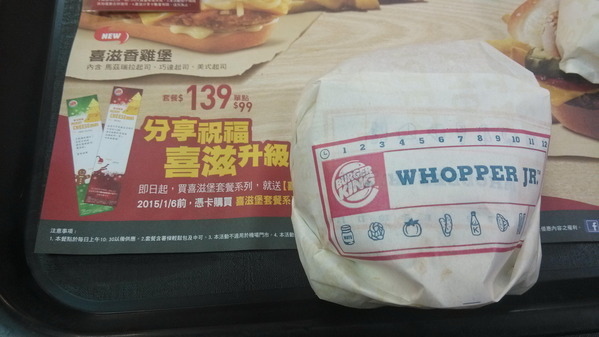 NEW
喜滋香雞堡
內含 馬茲瑞拉起司．巧達起司．美式起司
套餐$ 139 單點 $99
分享祝福
喜滋升級
即日起，買喜滋堡套餐系列，就送
2015/1/6前，憑卡購買 喜滋堡套餐系
注意事項：
1 2 3 4 5 6 7 8 9 10 11 12
BURGER KING
WHOPPER JR.
f